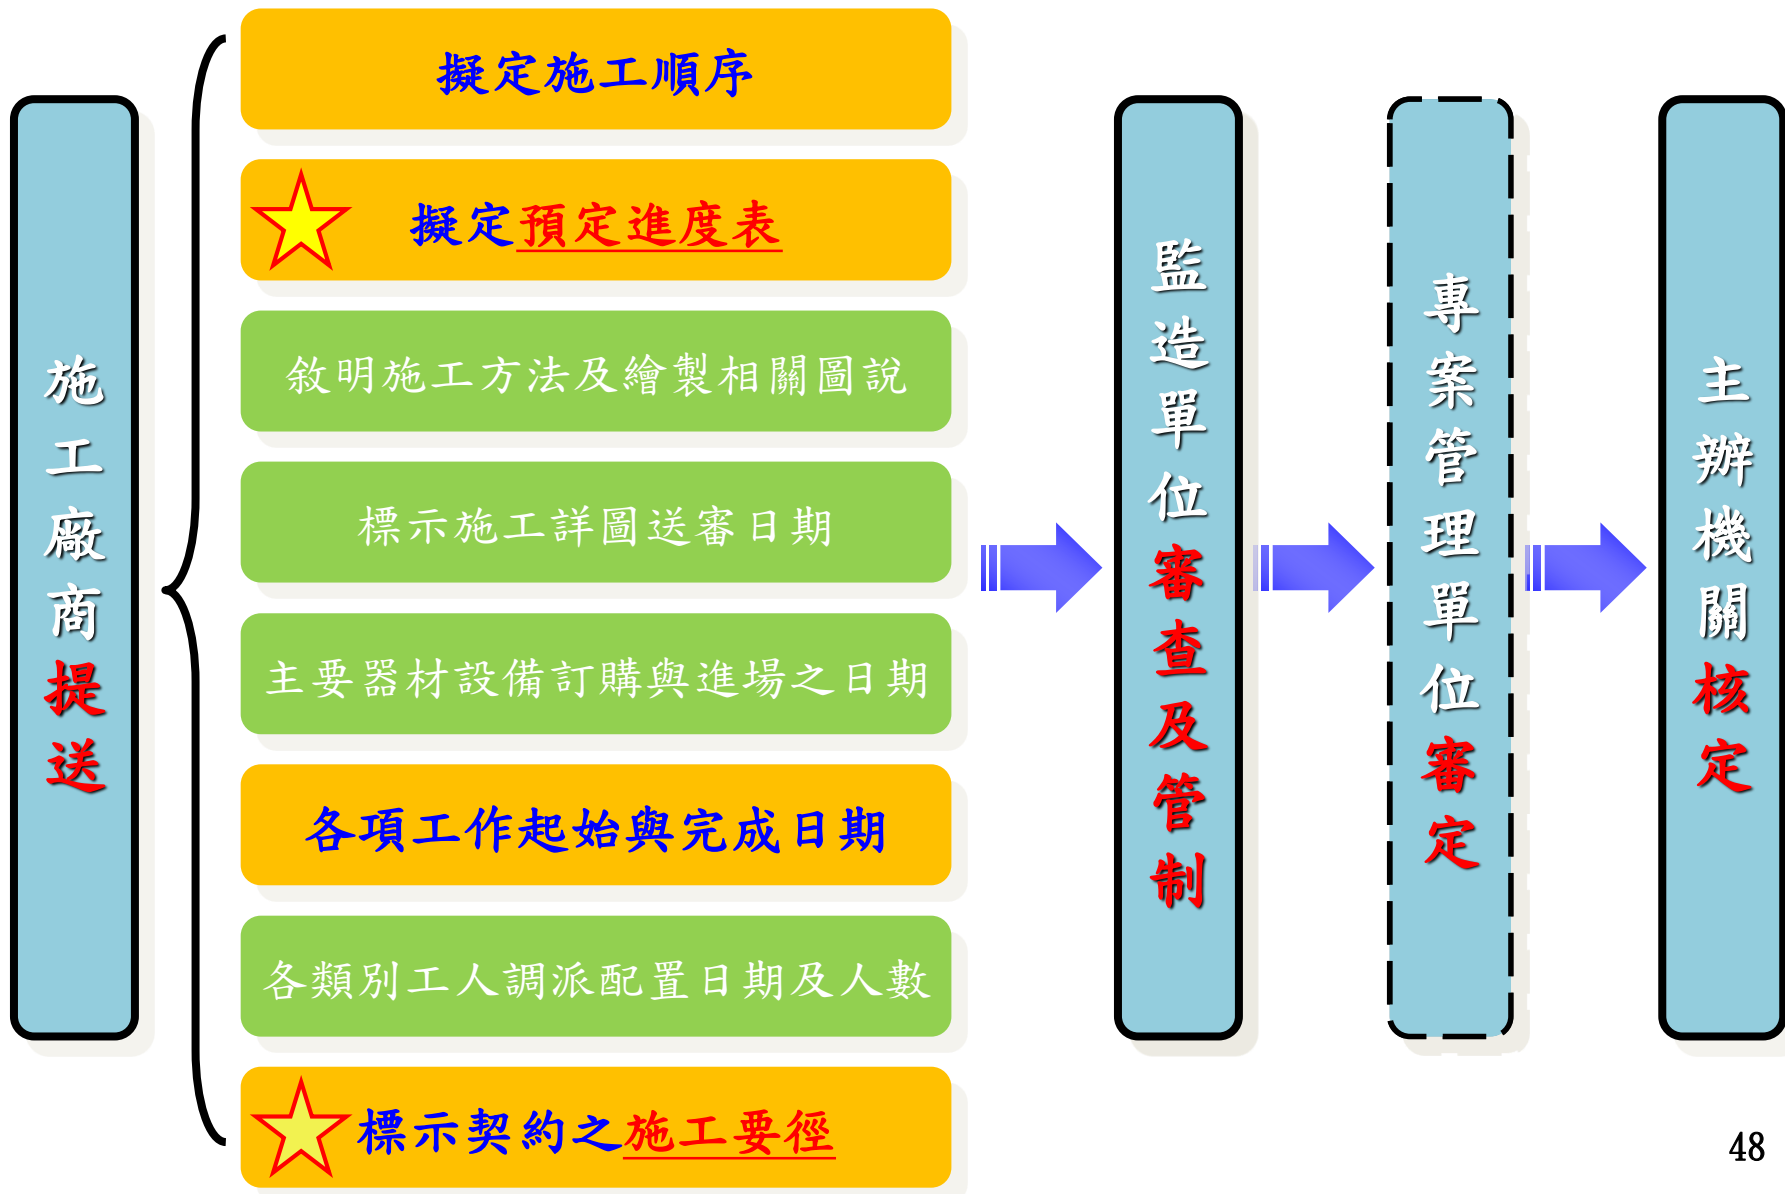 施工廠商提送
擬定施工順序
擬定預定進度表
敘明施工方法及繪製相關圖說
標示施工詳圖送審日期
主要器材設備訂購與進場之日期
各項工作起始與完成日期
各類別工人調派配置日期及人數
標示契約之施工要徑
監造單位審查及管制
專案管理單位審定
主辦機關核定
48